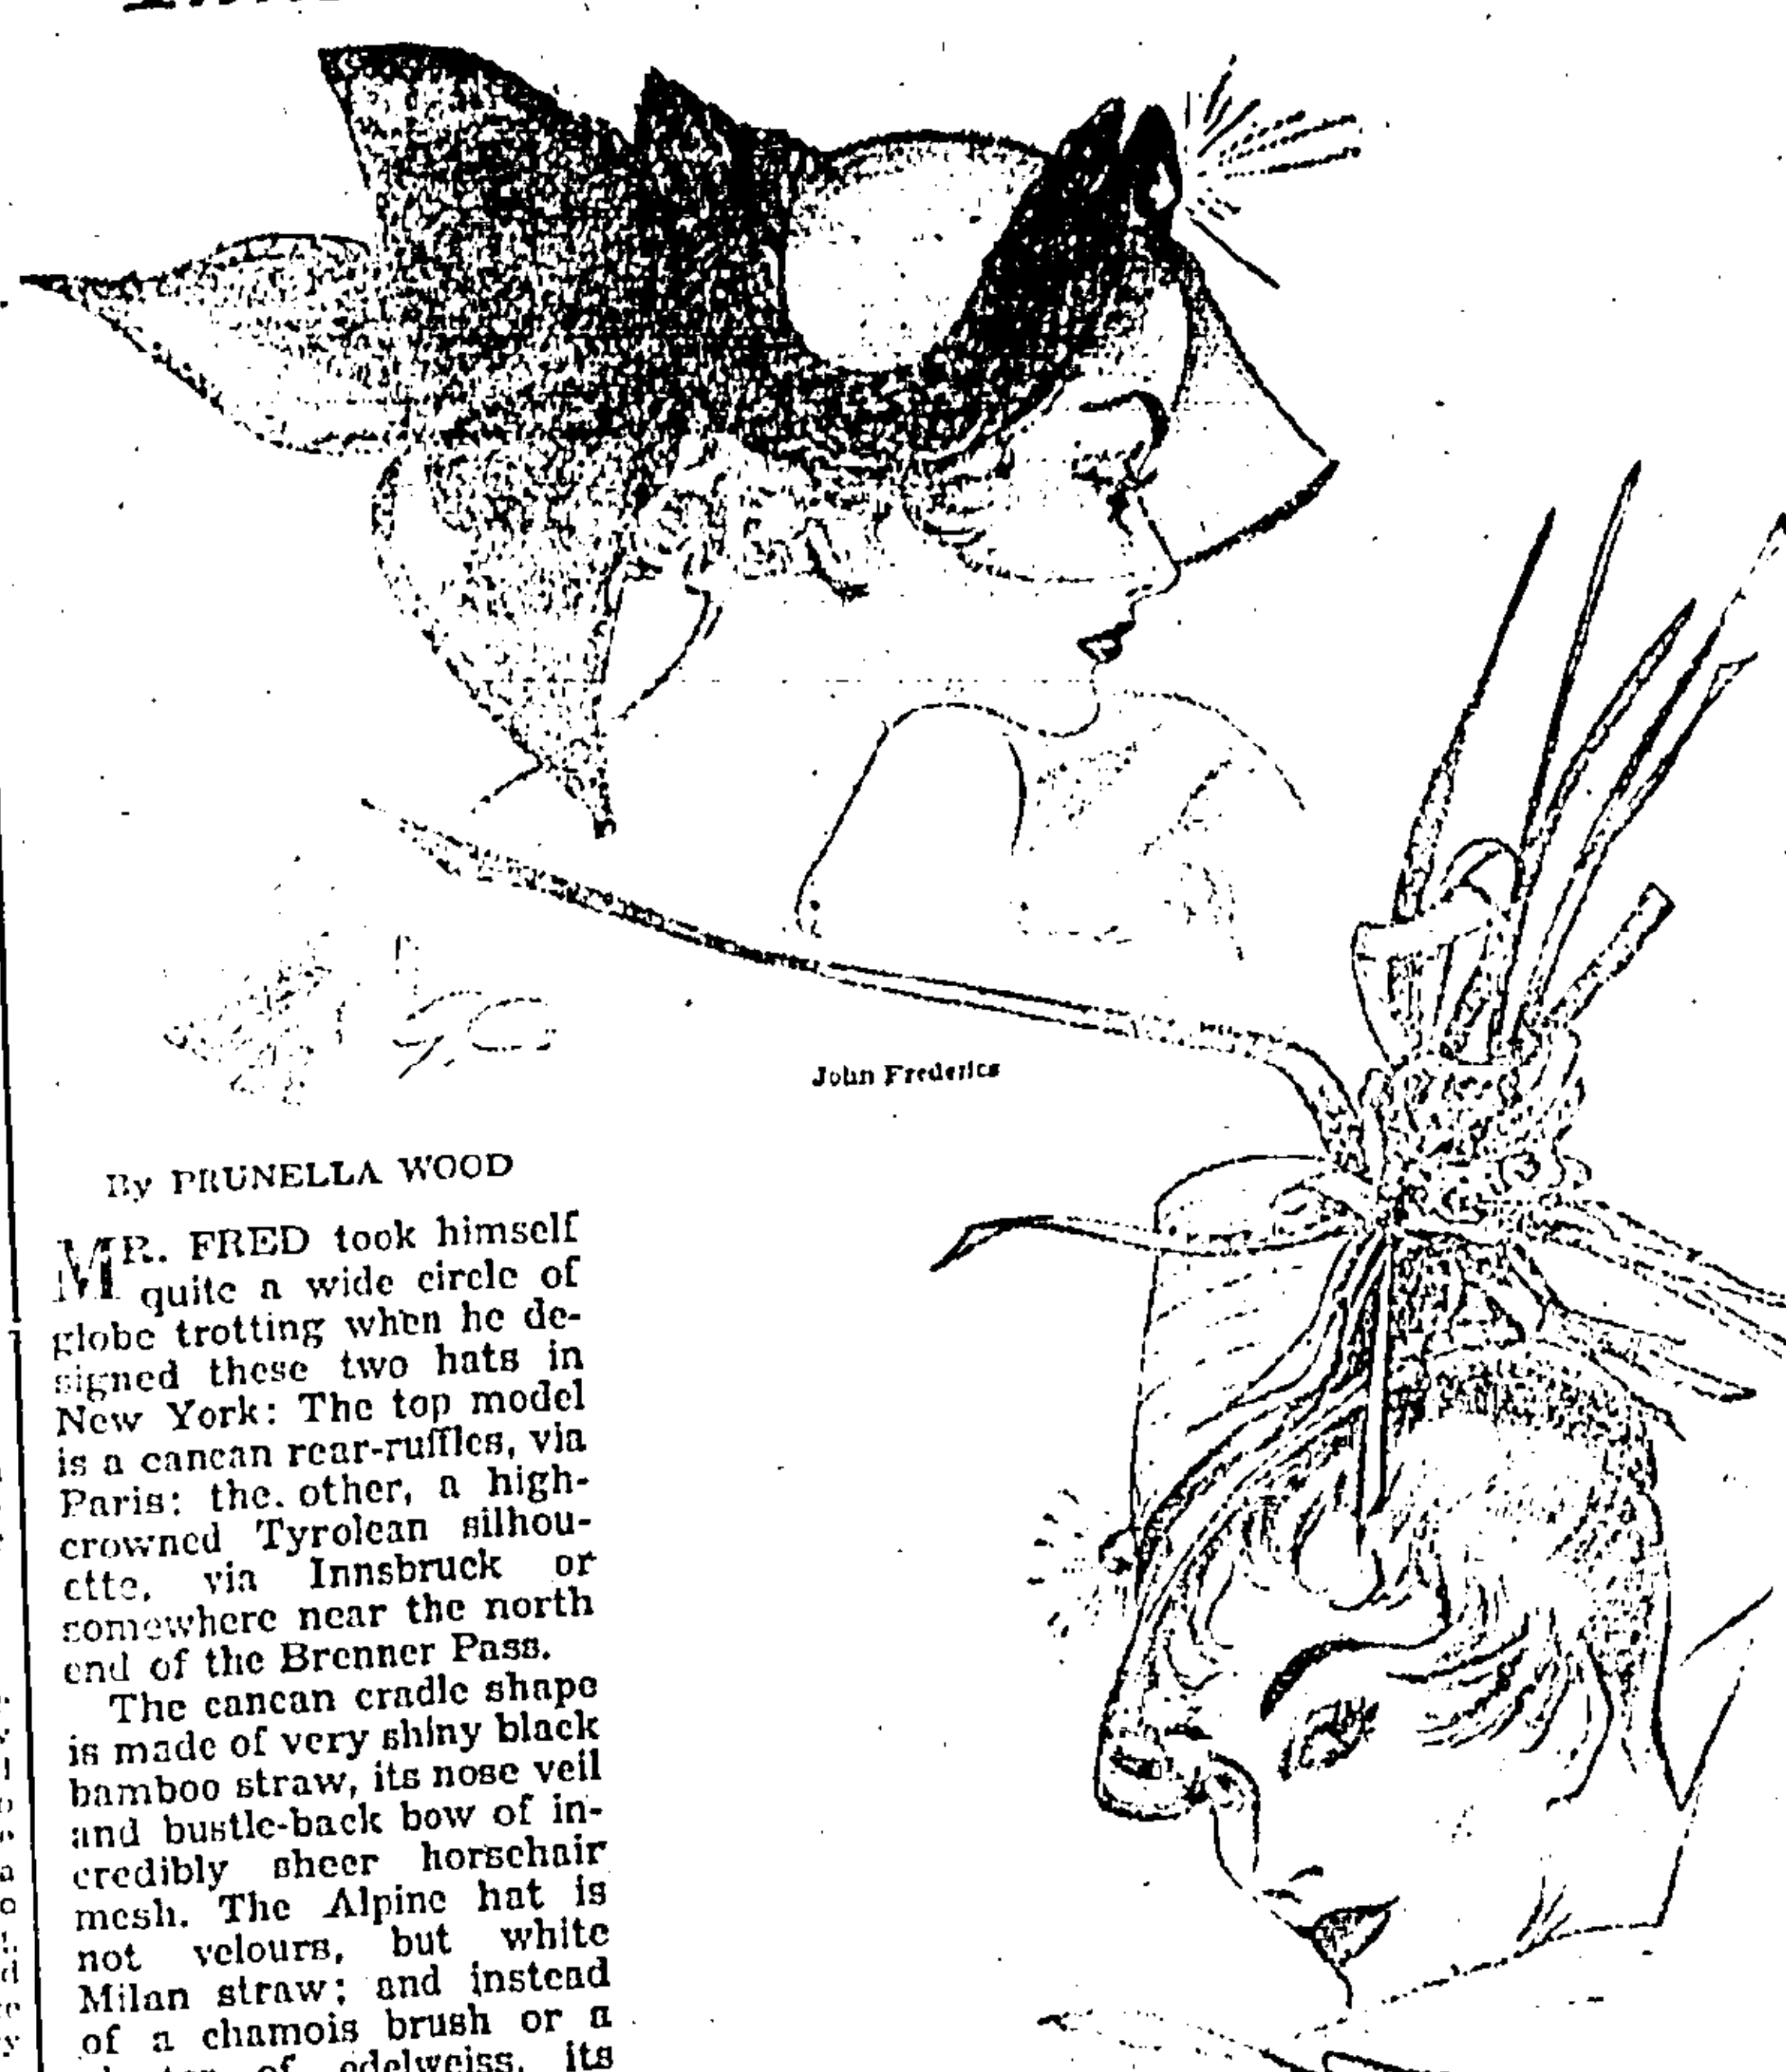 John Frederics
By PRUNELLA WOOD
MR. FRED took himself
quite a wide circle of
globe trotting when he de-
signed these two hats in
New York: The top model
is a cancan rear-ruffles, via
Paris: the. other, a high-
crowned Tyrolean silhou-
ette, via Innsbruck or
somewhere near the north
end of the Brenner Pass.
The cancan cradle shape
is made of very shiny black
bamboo straw, its nose veil
and bustle-back bow of in-
credibly sheer horsehair
mesh. The Alpine hat is
not velours, but white
Milan straw; and instead
of a chamois brush or a
of edelweiss, its